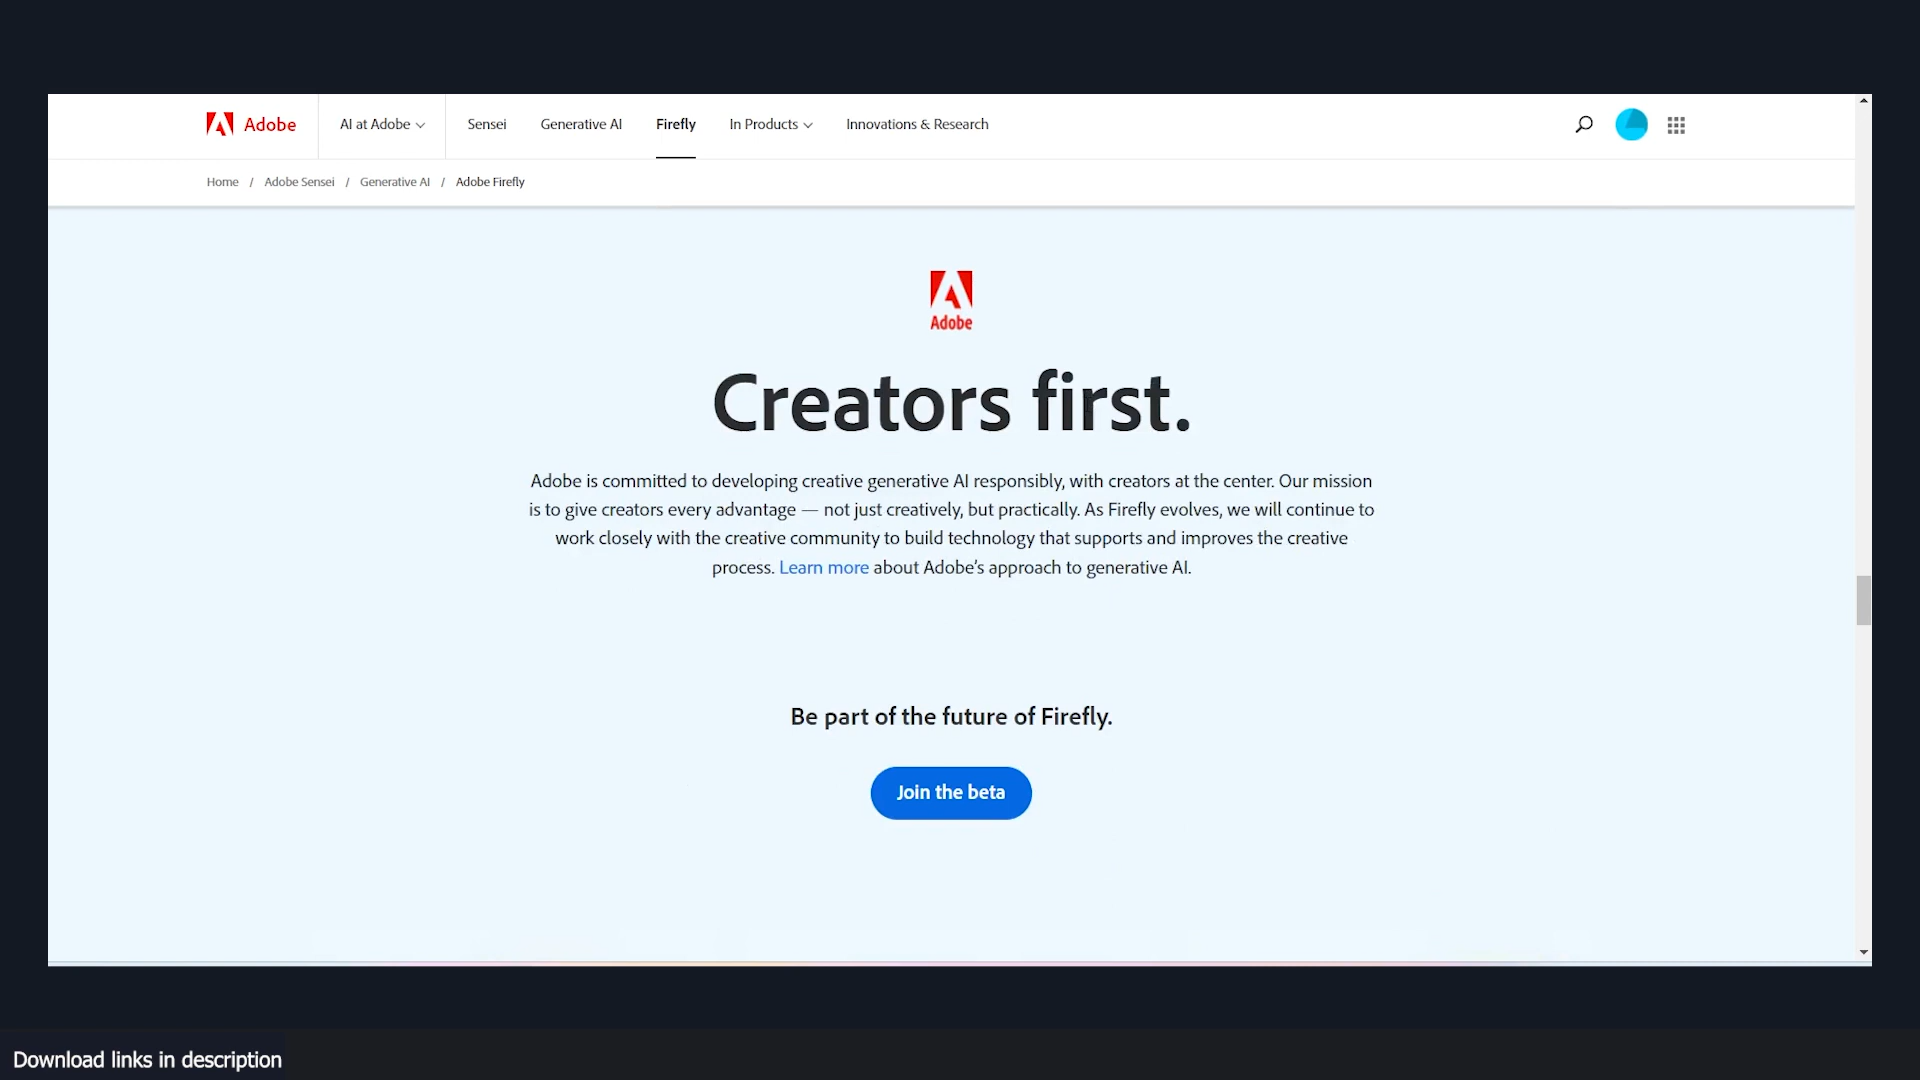 Adobe AI at Adobe Sensei Generative AI Firefly In Products Innovations & Research
Home / Adobe Sensei / Generative AI / Adobe Firefly
Adobe
Creators first.
Adobe is committed to developing creative generative AI responsibly, with creators at the center. Our mission
is to give creators every advantage — not just creatively, but practically. As Firefly evolves, we will continue to
work closely with the creative community to build technology that supports and improves the creative
process. Learn more about Adobe’s approach to generative AI.
Be part of the future of Firefly.
Join the beta
Download links in description